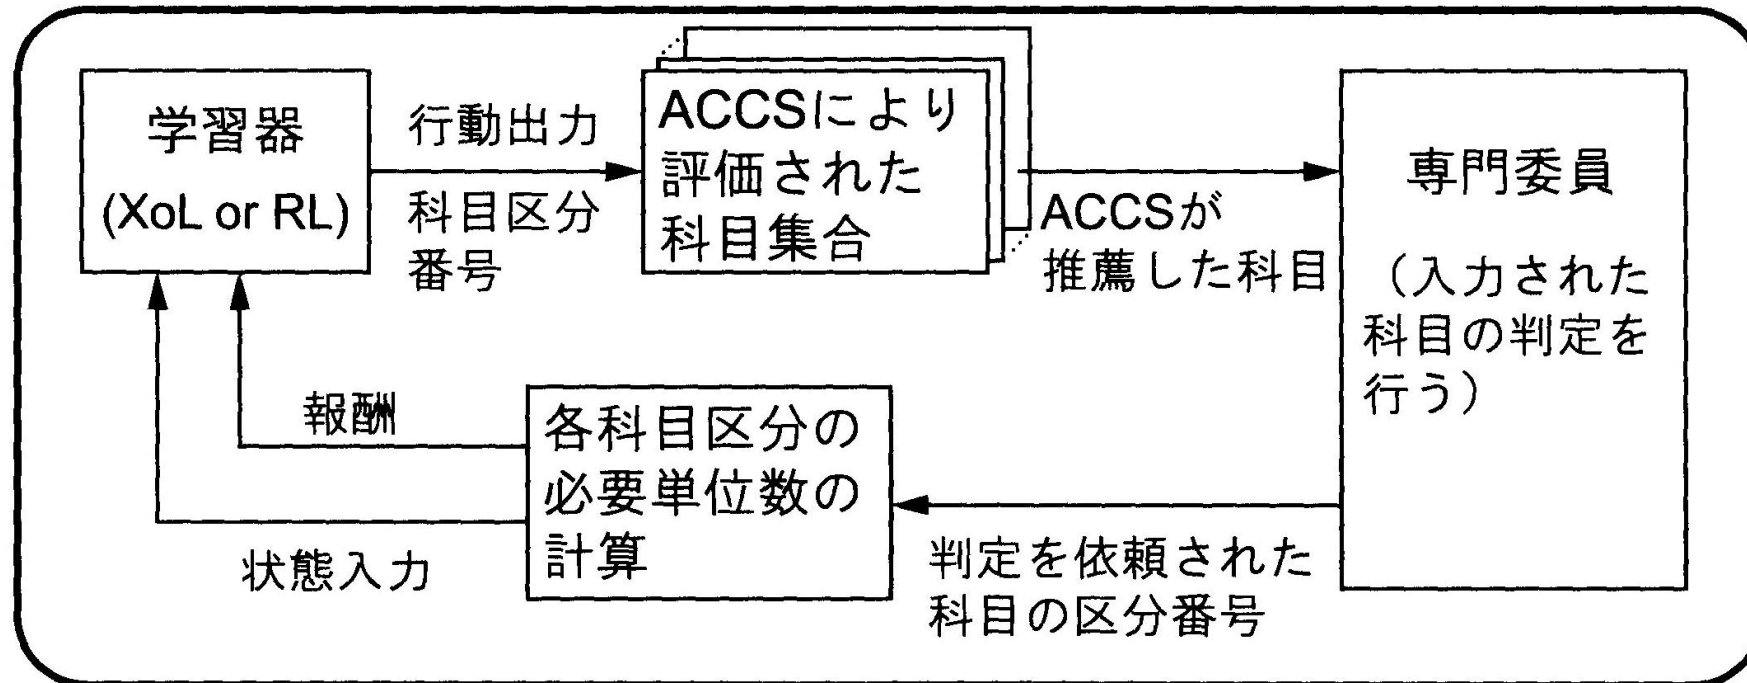 学習器
(XoL or RL)
行動出力
科目区分
番号
ACCSにより
評価された
科目集合
ACCSが
推薦した科目
専門委員
（入力された
科目の判定を
行う）
報酬
状態入力
各科目区分の
必要単位数の
計算
判定を依頼された
科目の区分番号